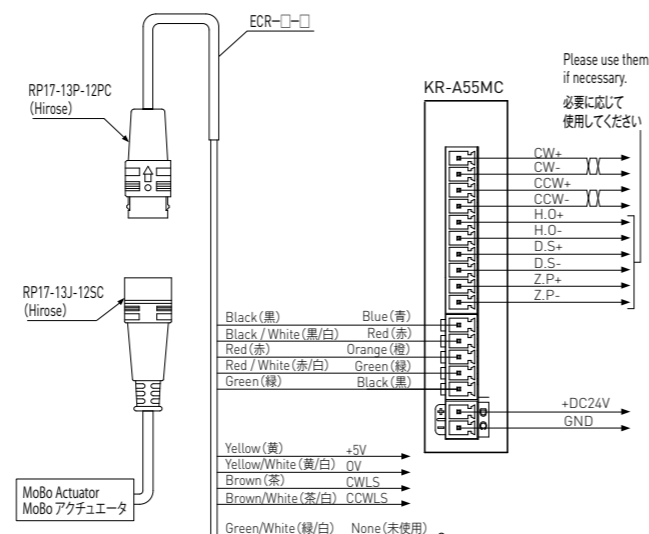 ECR-□-□
RP17-13P-12PC
(Hirose)
KR-A55MC
Please use them
if necessary.
必要に応じて
使用してください
CW+
CW-
CCW+
CCW-
H.O+
H.O-
D.S+
D.S-
Z.P+
Z.P-
RP17-13J-12SC
(Hirose)
Black(黒) Blue(青)
Black / White(黒/白) Red(赤)
Red(赤) Orange(橙)
Red / White(赤/白) Green(緑)
Green(緑) Black(黒)
+DC24V
GND
Yellow(黄) +5V
Yellow/White(黄/白) 0V
Brown(茶) CWLS
Brown/White(茶/白) CCWLS
MoBo Actuator
MoBo アクチュエータ
Green/White(緑/白) None(未使用)